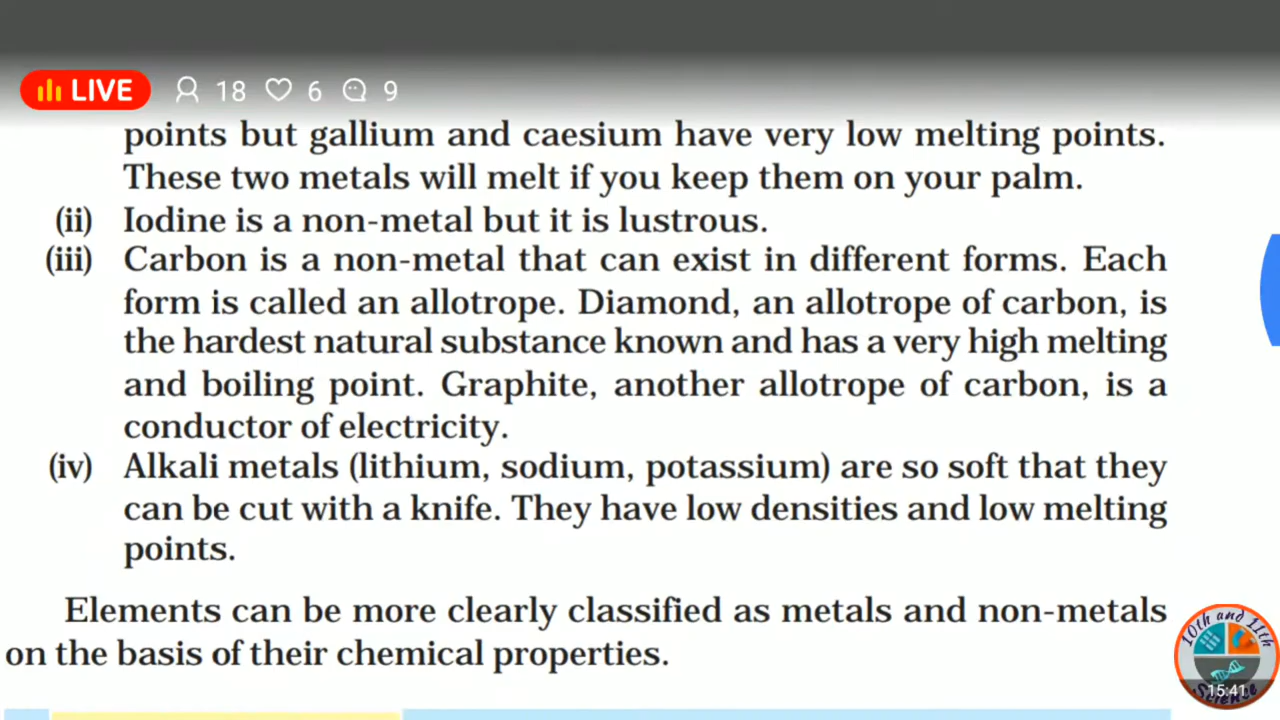 LIVE 18 6 9
points but gallium and caesium have very low melting points.
These two metals will melt if you keep them on your palm.
(ii) Iodine is a non-metal but it is lustrous.
(iii) Carbon is a non-metal that can exist in different forms. Each
form is called an allotrope. Diamond, an allotrope of carbon, is
the hardest natural substance known and has a very high melting
and boiling point. Graphite, another allotrope of carbon, is a
conductor of electricity.
(iv) Alkali metals (lithium, sodium, potassium) are so soft that they
can be cut with a knife. They have low densities and low melting
points.
Elements can be more clearly classified as metals and non-metals
on the basis of their chemical properties.
10th and 11th
15:41
Science